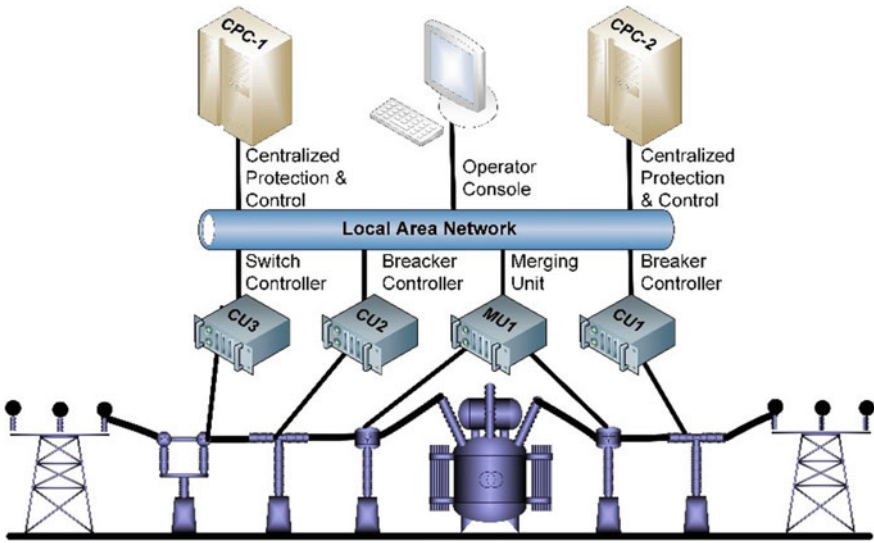 CPC-1
CPC-2
Centralized
Protection &
Control
Operator
Console
Centralized
Protection
& Control
Local Area Network
Switch
Controller
Breacker
Controller
Merging
Unit
Breaker
Controller
CU3
CU2
MU1
CU1